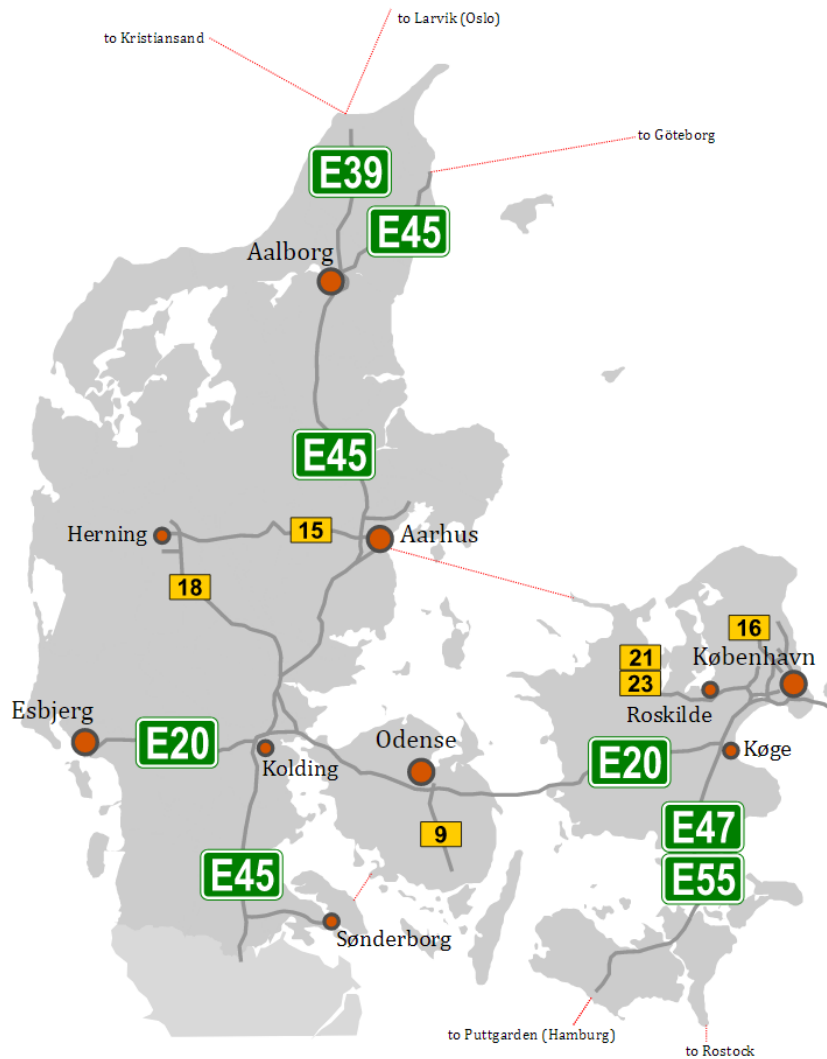 to Larvik (Oslo)
to Kristiansand
to Göteborg
E39
E45
Aalborg
E45
Herning
15
Aarhus
18
16
21
København
23
Roskilde
Esbjerg
E20
Kolding
Odense
E20
Køge
9
E47
E45
E55
Sønderborg
to Puttgarden (Hamburg)
to Rostock